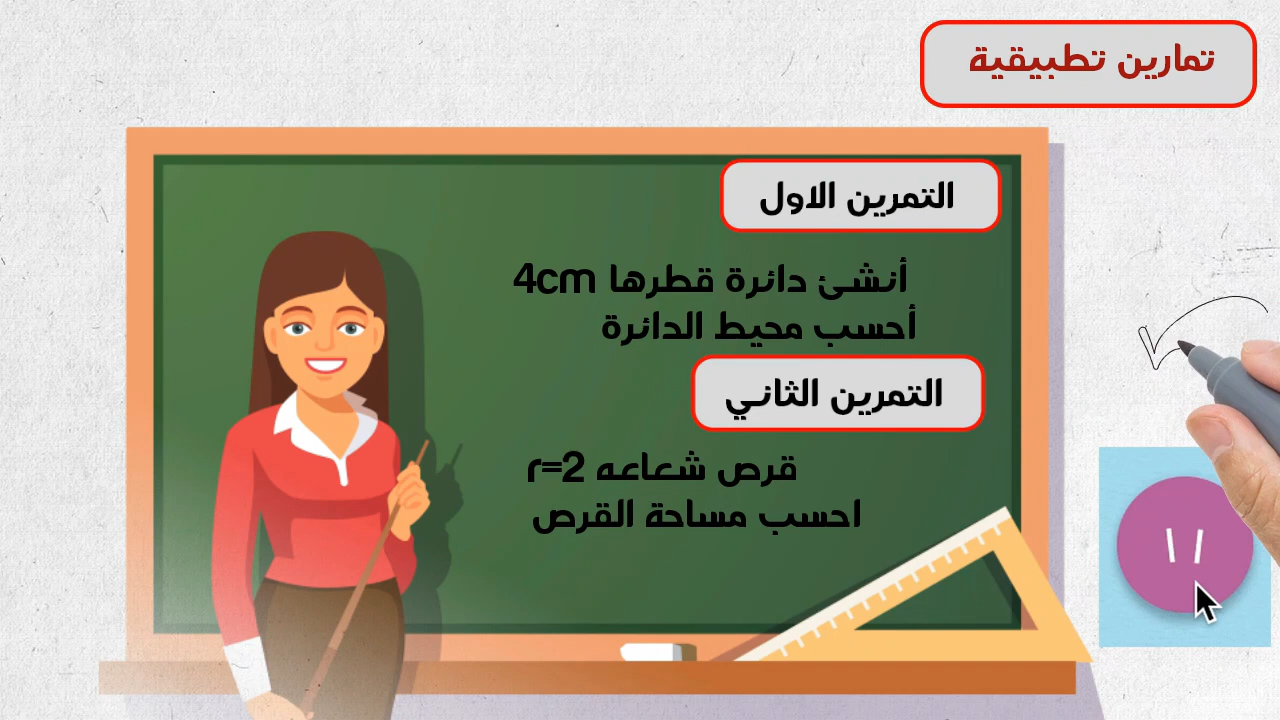 تمارين تطبيقية
التمرين الاول
أنشئ دائرة قطرها 4cm
أحسب محيط الدائرة
التمرين الثاني
قرص شعاعه r=2
احسب مساحة القرص